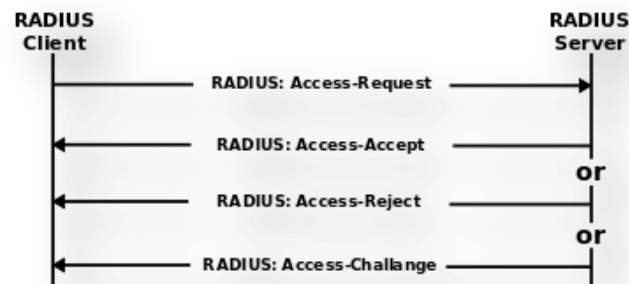 RADIUS
Client
RADIUS
Server
RADIUS: Access-Request
RADIUS: Access-Accept
or
RADIUS: Access-Reject
or
RADIUS: Access-Challange